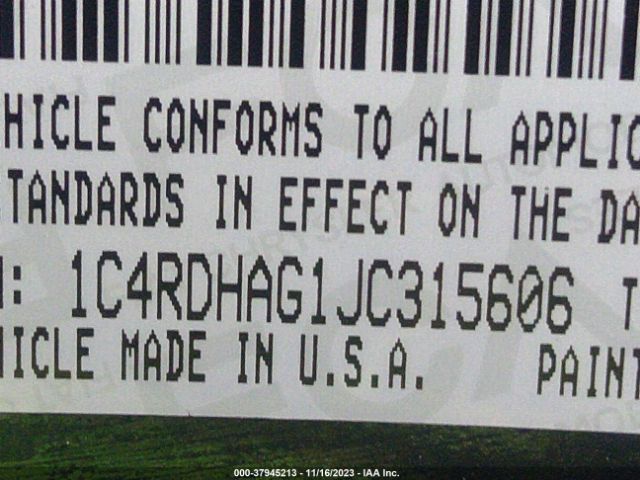 HICLE CONFORMS TO ALL APPLIC
TANDARDS IN EFFECT ON THE DA
: 1C4RDHAG1JC315606 T
HICLE MADE IN U.S.A. PAINT
000-37945213 - 11/16/2023 - IAA Inc.